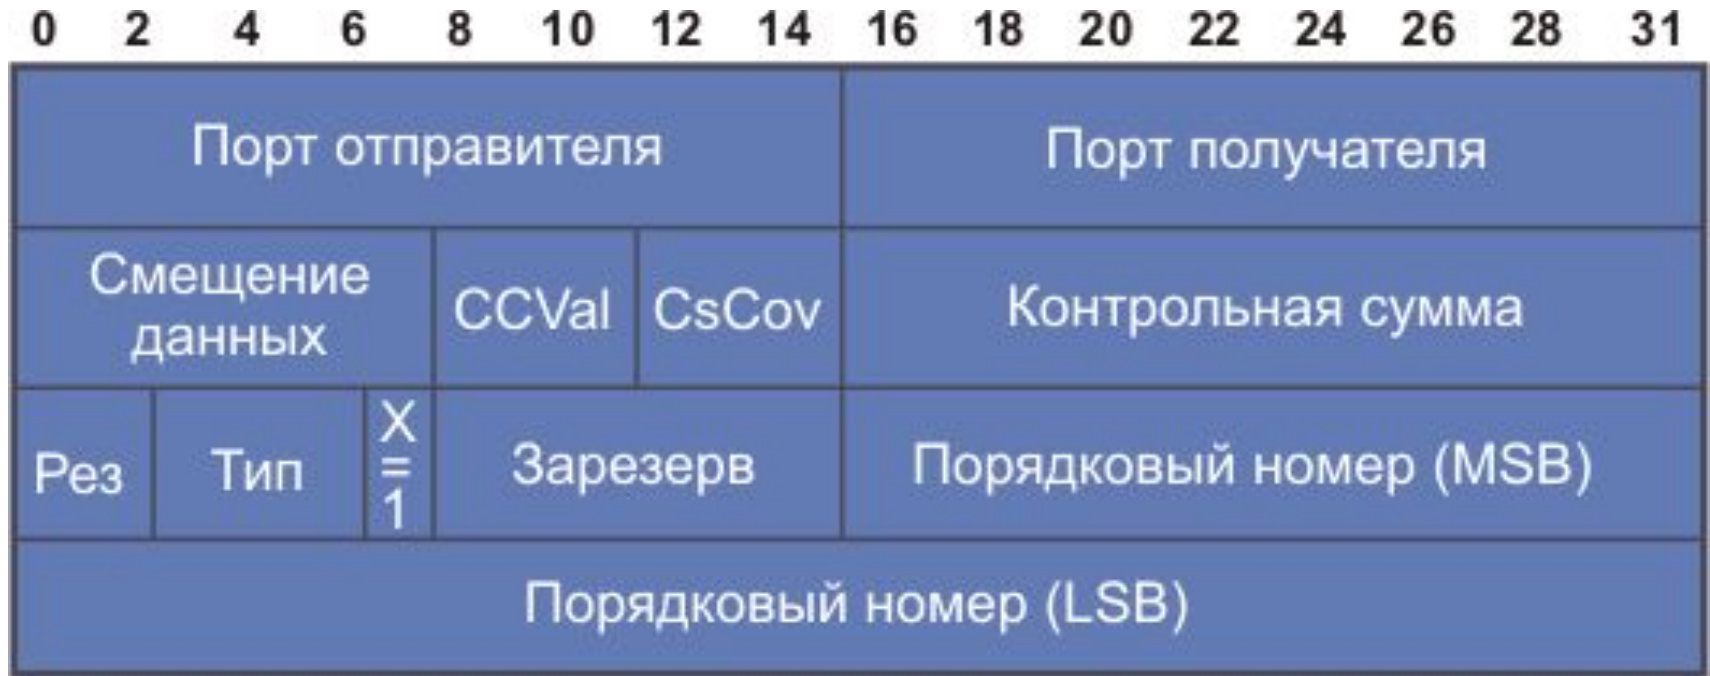 0 2 4 6 8 10 12 14 16 18 20 22 24 26 28 31
Порт отправителя
Порт получателя
Смещение
данных
CCVal
CsCov
Контрольная сумма
Рез
Тип
X
=
1
Зарезерв
Порядковый номер (MSB)
Порядковый номер (LSB)